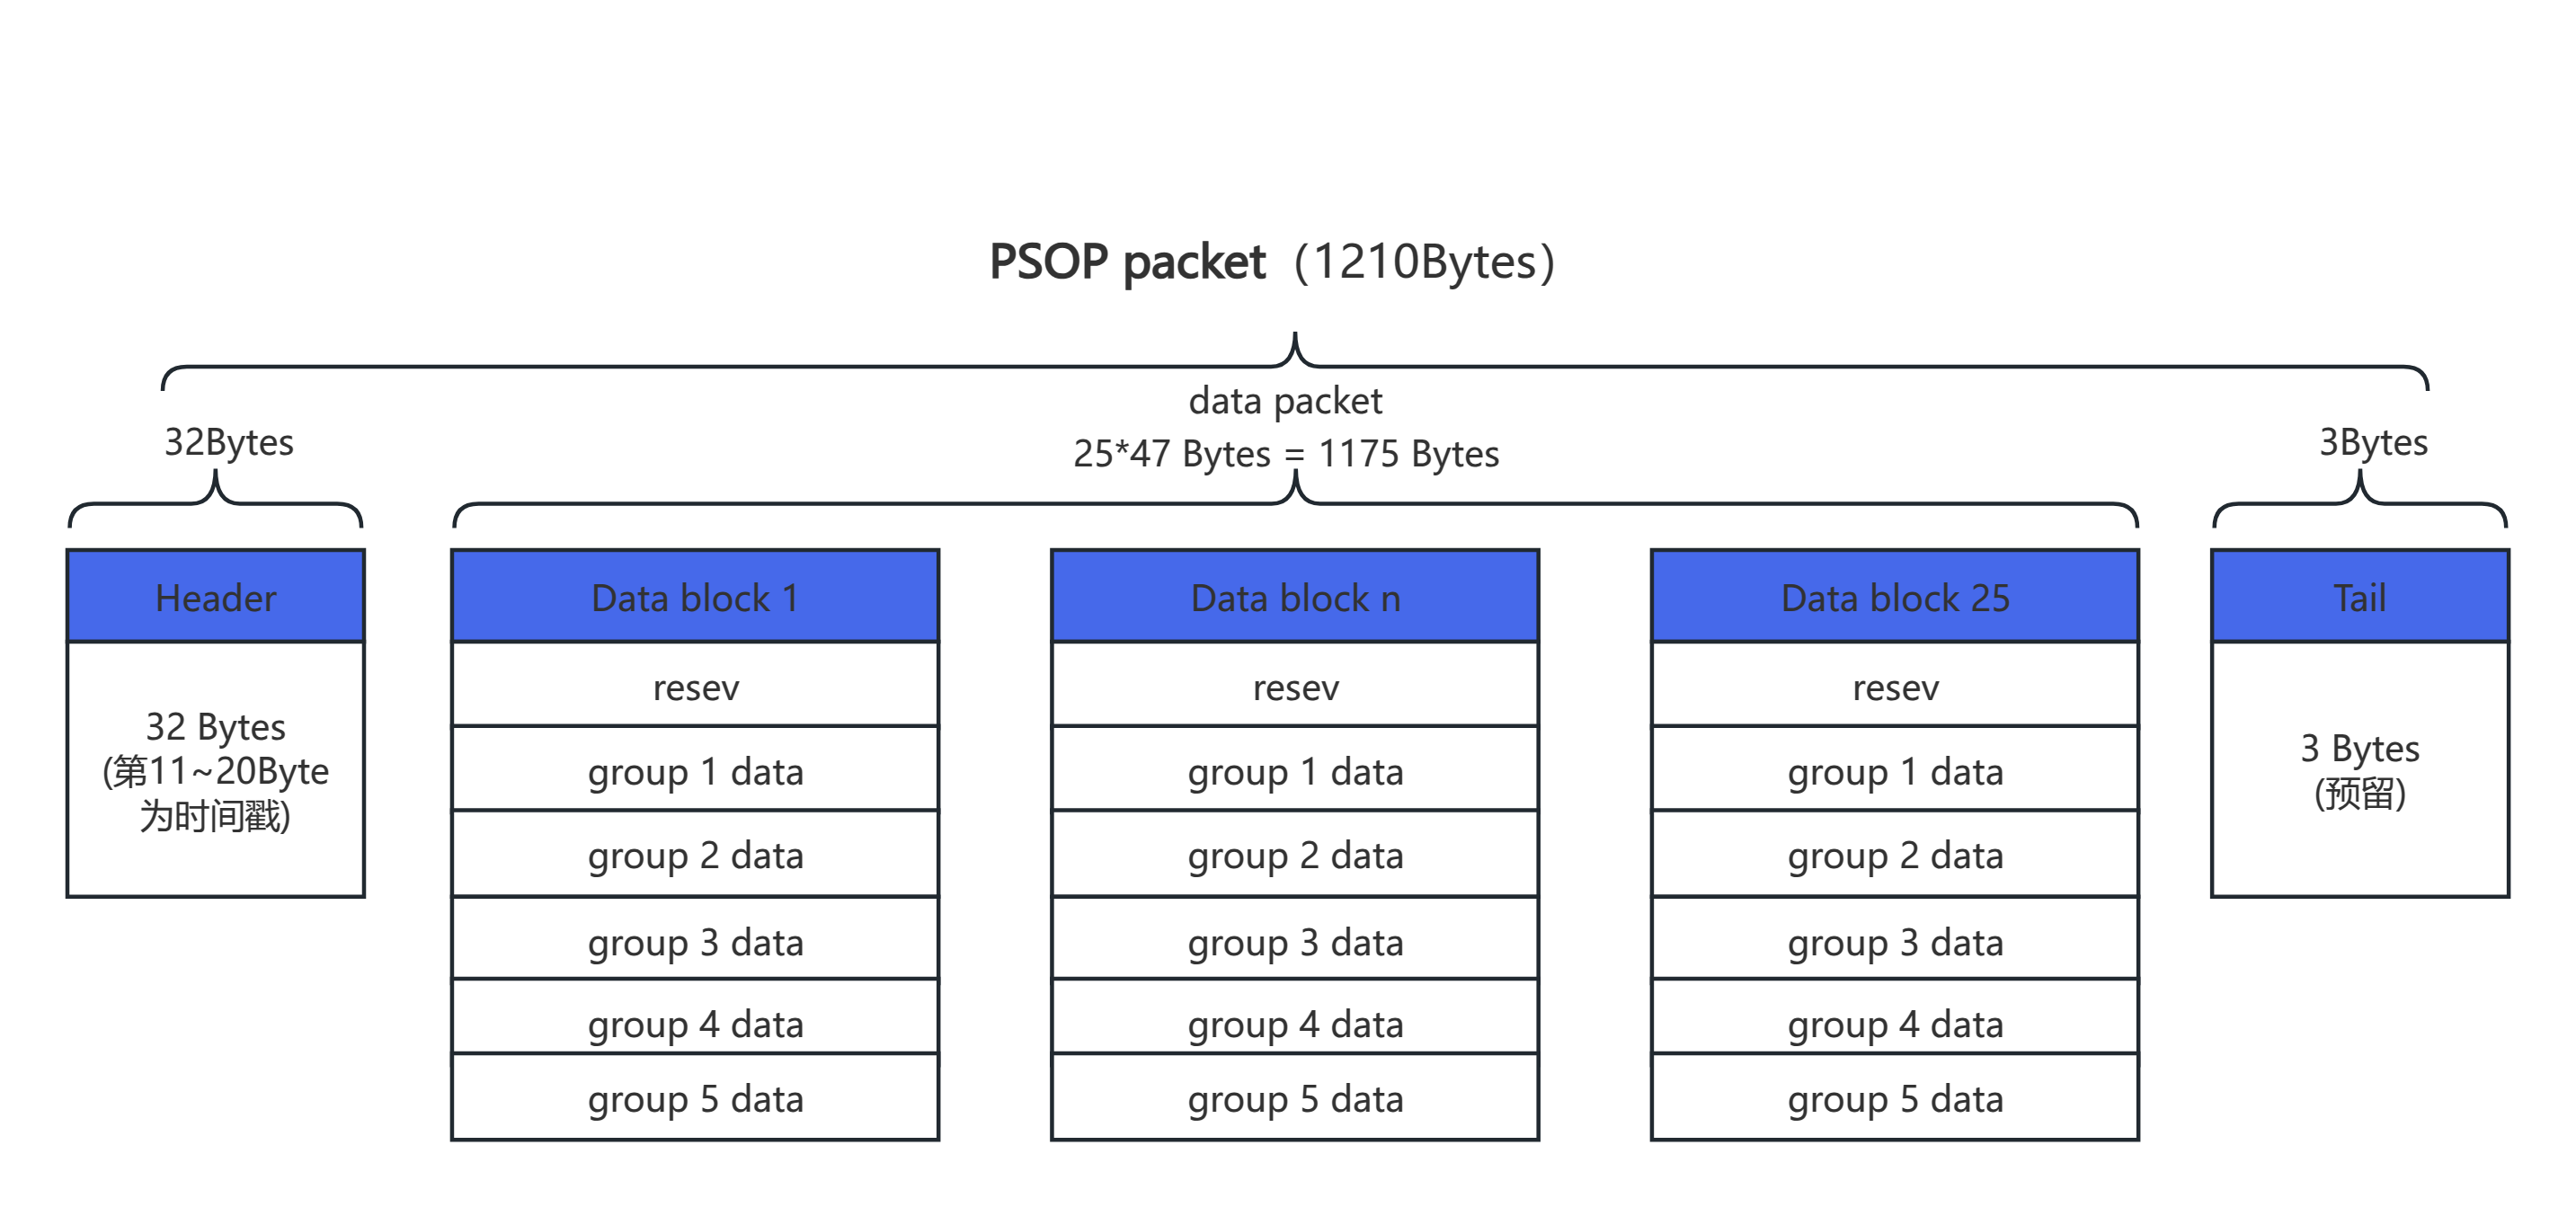 PSOP packet（1210Bytes）
data packet
32Bytes
25*47 Bytes = 1175 Bytes
3Bytes
Header
32 Bytes
(第11~20Byte
为时间戳)
Data block 1
resev
group 1 data
group 2 data
group 3 data
group 4 data
group 5 data
Data block n
resev
group 1 data
group 2 data
group 3 data
group 4 data
group 5 data
Data block 25
resev
group 1 data
group 2 data
group 3 data
group 4 data
group 5 data
Tail
3 Bytes
(预留)